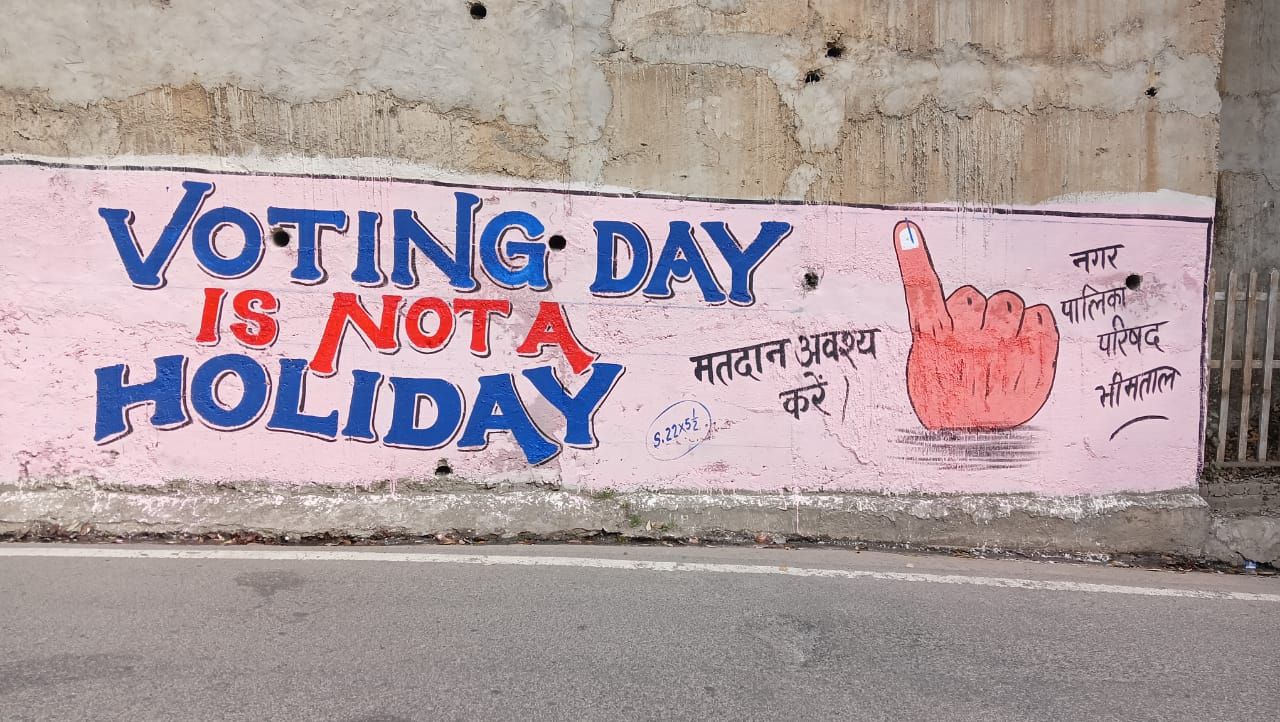 VOTING DAY
IS NOT A
HOLIDAY
मतदान अवश्य
करें।
S.22x5½
नगर
पालिका
परिषद
भीमताल